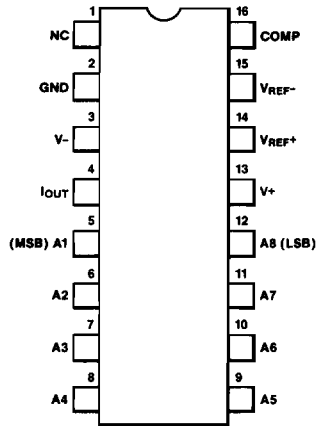 1 16
NC COMP
2 15
GND VREF-
3 14
V- VREF+
4 13
IOUT V+
5 12
(MSB) A1 A8 (LSB)
6 11
A2 A7
7 10
A3 A6
8 9
A4 A5